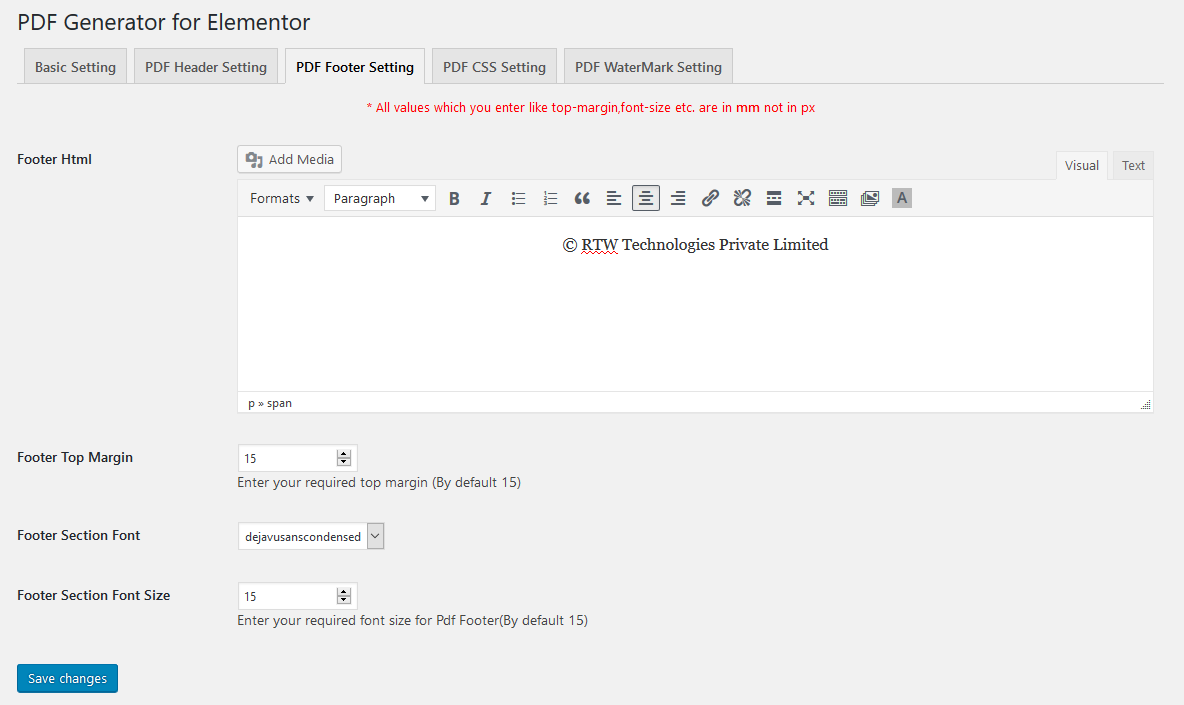 PDF Generator for Elementor
Basic Setting PDF Header Setting PDF Footer Setting PDF CSS Setting PDF WaterMark Setting
* All values which you enter like top-margin,font-size etc. are in mm not in px
Footer Html Add Media Visual Text
Formats Paragraph B I A
© RTW Technologies Private Limited
p » span
Footer Top Margin 15
Enter your required top margin (By default 15)
Footer Section Font dejavusanscondensed
Footer Section Font Size 15
Enter your required font size for Pdf Footer(By default 15)
Save changes